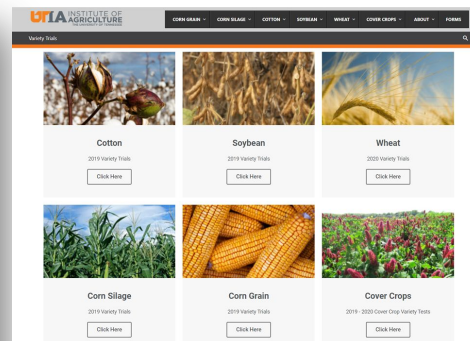 UTIA INSTITUTE OF
AGRICULTURE
THE UNIVERSITY OF TENNESSEE
CORN GRAIN CORN SILAGE COTTON SOYBEAN WHEAT COVER CROPS ABOUT FORMS
Variety Trials
Cotton Soybean Wheat
2019 Variety Trials 2019 Variety Trials 2020 Variety Trials
Click Here Click Here Click Here
Corn Silage Corn Grain Cover Crops
2019 Variety Trials 2019 Variety Trials 2019 - 2020 Cover Crop Variety Tests
Click Here Click Here Click Here